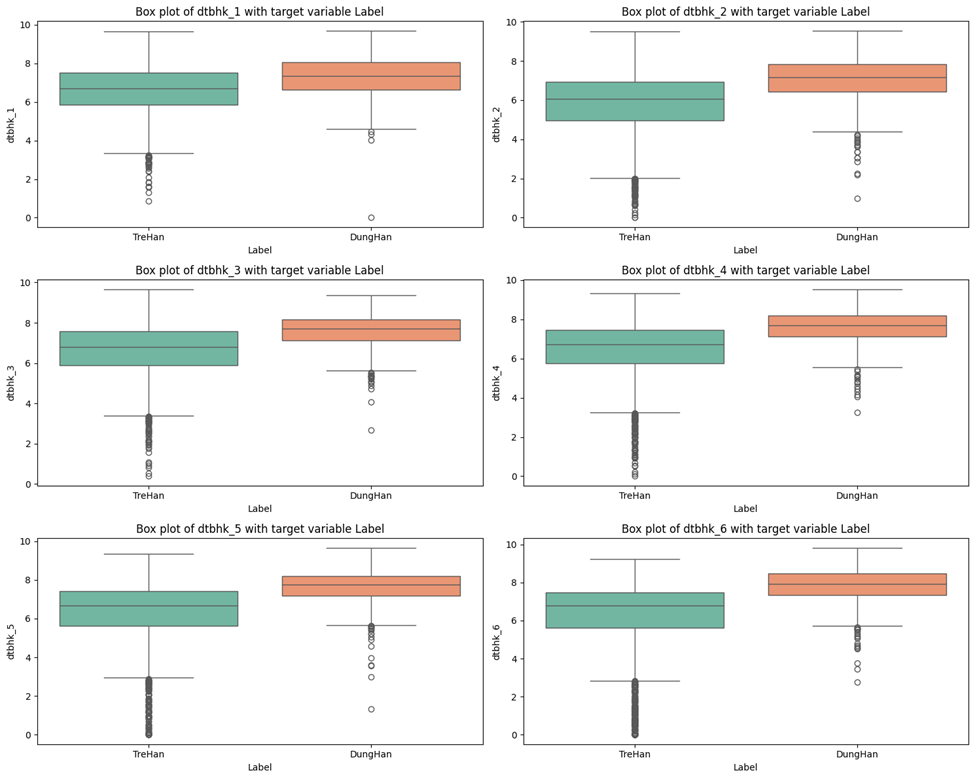 Box plot of dtbhk_1 with target variable Label
10
8
6
4
2
0
dtbhk_1
TreHan
DungHan
Label
Box plot of dtbhk_2 with target variable Label
10
8
6
4
2
0
dtbhk_2
TreHan
DungHan
Label
Box plot of dtbhk_3 with target variable Label
10
8
6
4
2
0
dtbhk_3
TreHan
DungHan
Label
Box plot of dtbhk_4 with target variable Label
10
8
6
4
2
0
dtbhk_4
TreHan
DungHan
Label
Box plot of dtbhk_5 with target variable Label
10
8
6
4
2
0
dtbhk_5
TreHan
DungHan
Label
Box plot of dtbhk_6 with target variable Label
10
8
6
4
2
0
dtbhk_6
TreHan
DungHan
Label